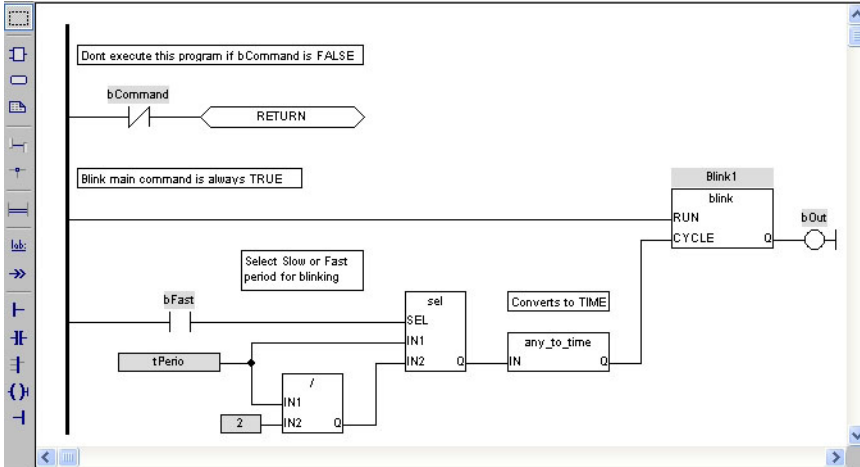 Dont execute this program if bCommand is FALSE
bCommand
RETURN
Blink main command is always TRUE
Blink1
blink
RUN
CYCLE
Q
bOut
Select Slow or Fast
period for blinking
bFast
sel
SEL
IN1
IN2
Q
Converts to TIME
any_to_time
IN
Q
tPerio
/
IN1
IN2
Q
2
lab: